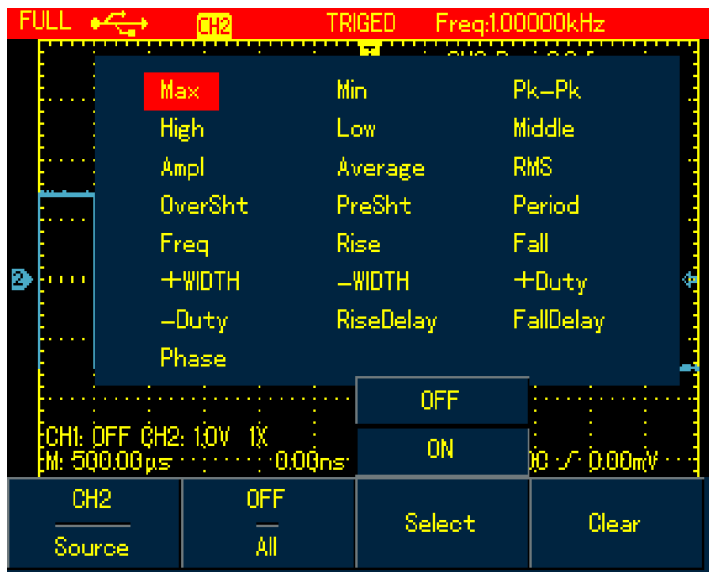 FULL CH2 TRIGED Freq:1.00000kHz
Max Min Pk-Pk
High Low Middle
Ampl Average RMS
OverSht PreSht Period
Freq Rise Fall
2 +WIDTH -WIDTH +Duty
-Duty RiseDelay FallDelay
Phase
OFF
CH1: OFF CH2: 1.0V 1X
ON
M: 500.00μs 0.00ns 0.00mV
CH2 OFF Select Clear
Source All